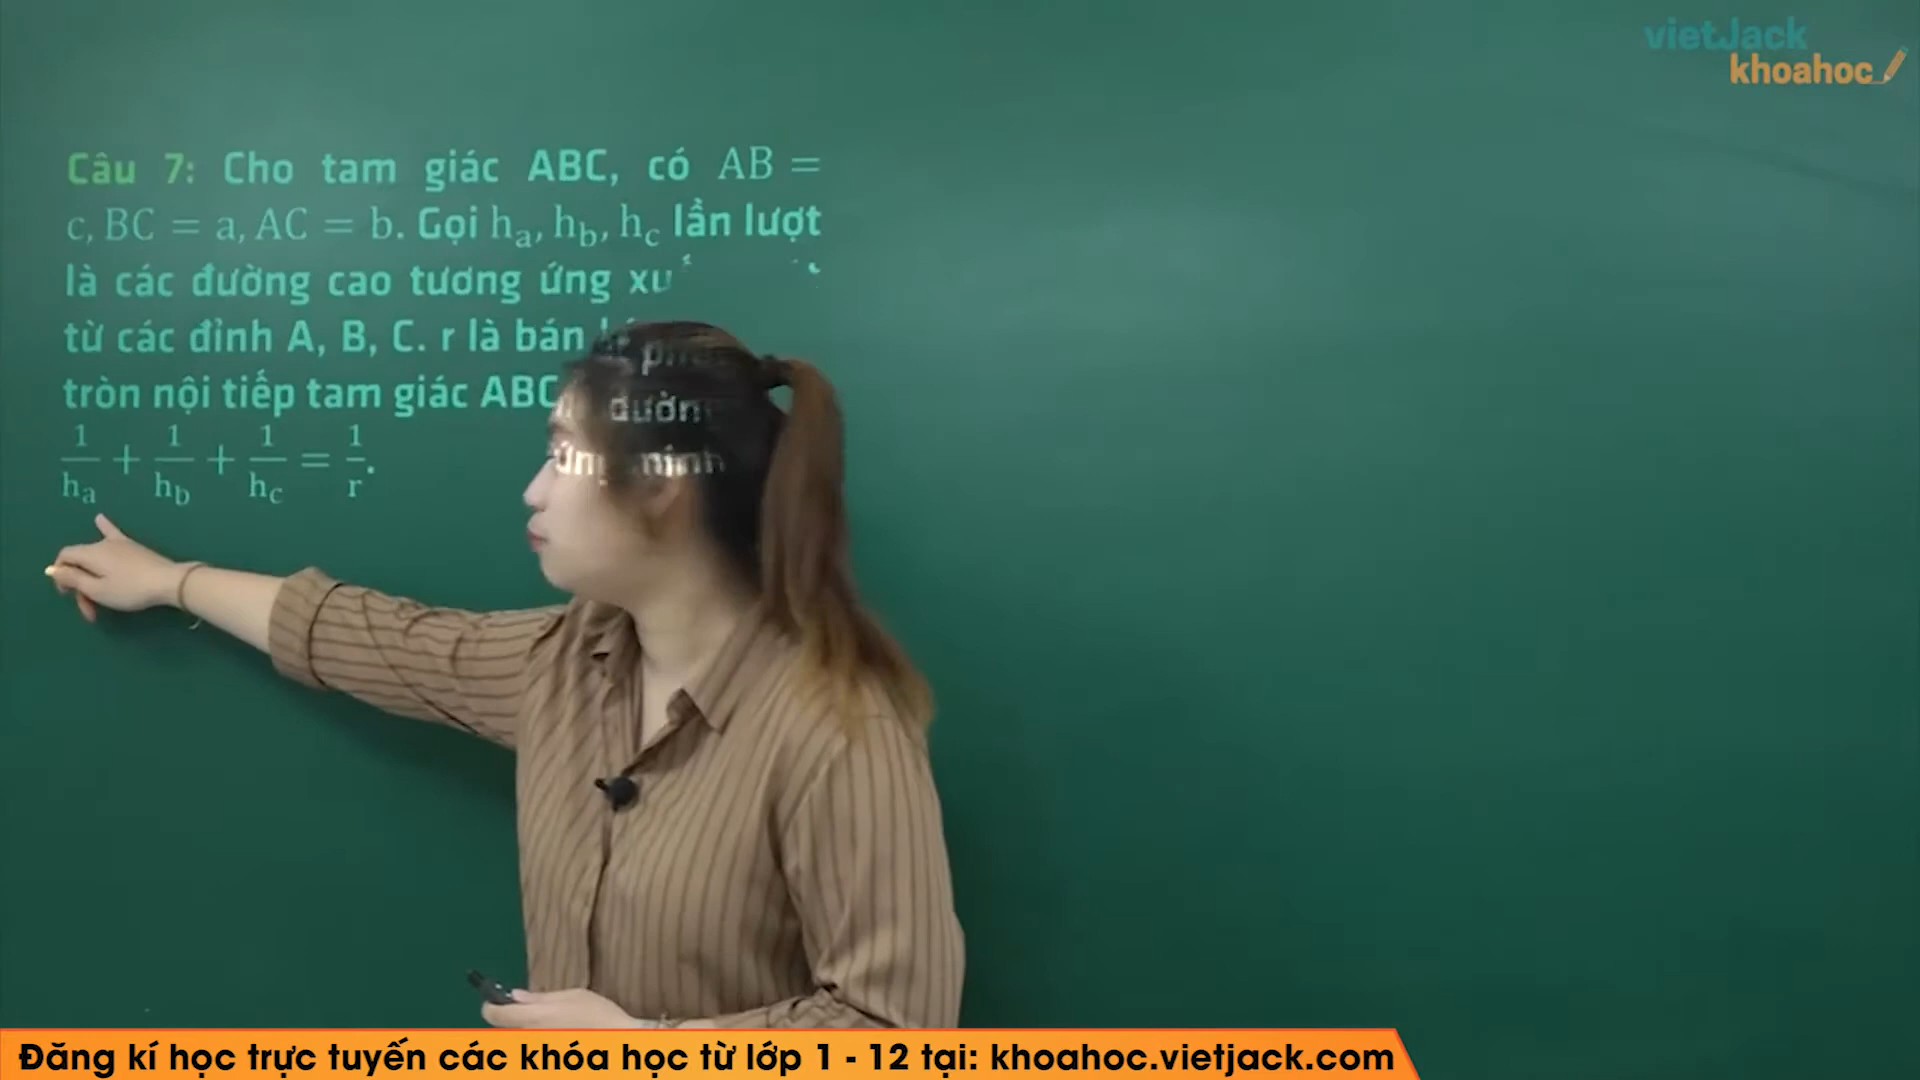 vietJack
khoahoc
Câu 7: Cho tam giác ABC, có AB =
c, BC = a, AC = b. Gọi hₐ, h_b, h_c lần lượt
là các đường cao tương ứng
từ các đỉnh A, B, C. r là bán
tròn nội tiếp tam giác ABC
1/hₐ + 1/h_b + 1/h_c = 1/r.
Đăng kí học trực tuyến các khóa học từ lớp 1 - 12 tại: khoahoc.vietjack.com